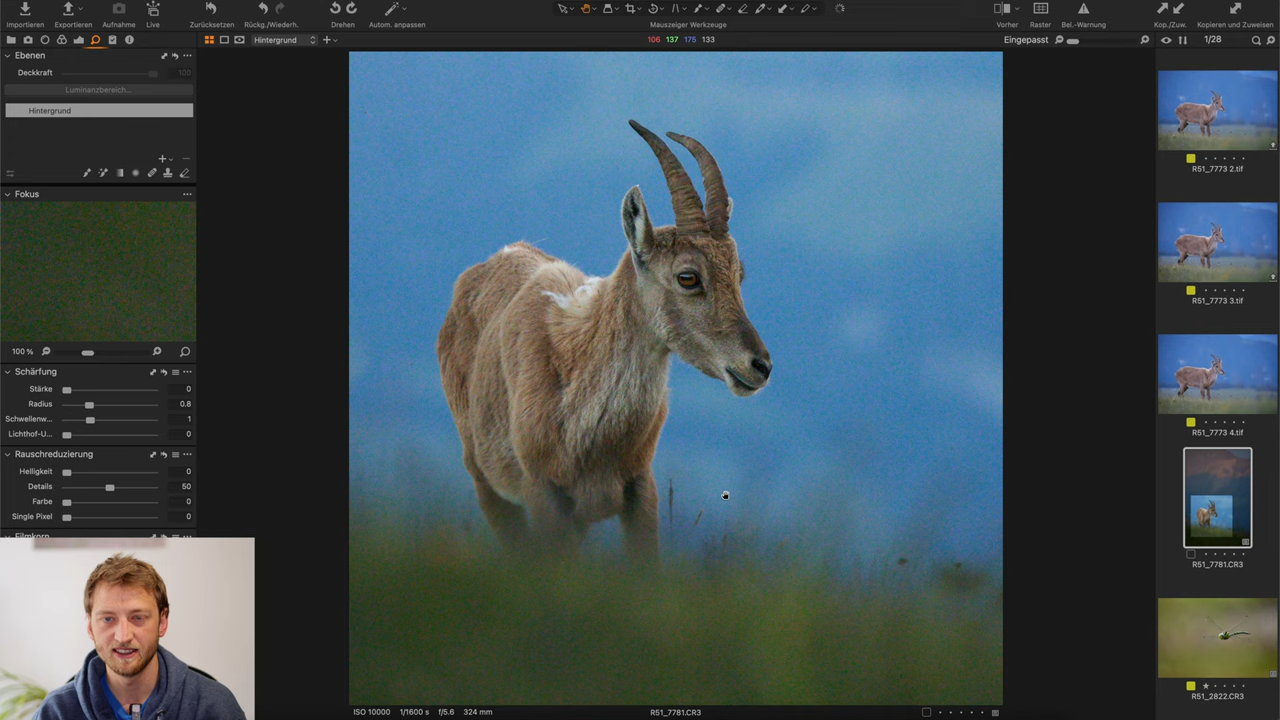 Importieren Exportieren Aufnahme Live Zurücksetzen Rückg./Wiederh. Drehen Autom. anpassen Mauszeiger Werkzeuge Vorher Raster Bel.-Warnung Kop./Zuw. Kopieren und Zuweisen
Hintergrund 106 137 175 133 Eingepasst 1/28
Ebenen
Deckkraft 100
Luminanzbereich...
Hintergrund
Fokus
100 %
Schärfung
Stärke 0
Radius 0.8
Schwellenw... 1
Lichthof-U... 0
Rauschreduzierung
Helligkeit 0
Details 50
Farbe 0
Single Pixel 0
Filmkorn
R51_7773 2.tif
R51_7773 3.tif
R51_7773 4.tif
R51_7781.CR3
R51_2822.CR3
ISO 10000 1/1600 s f/5.6 324 mm R51_7781.CR3